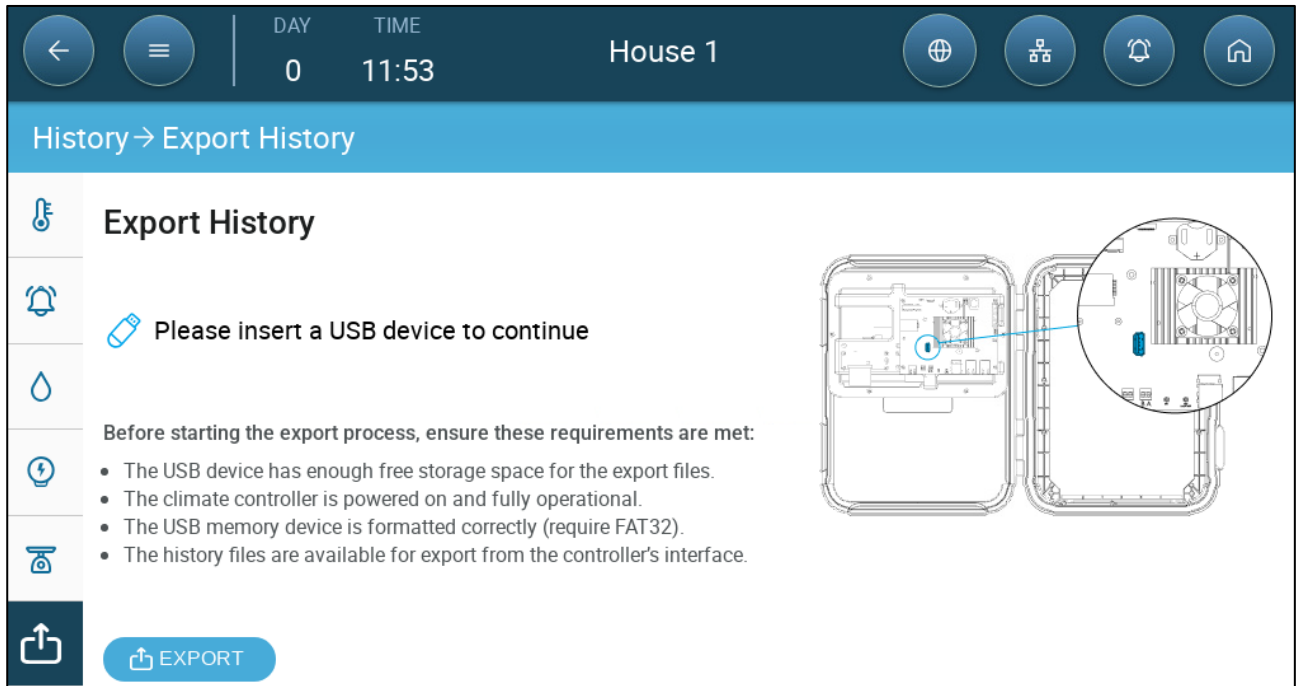 DAY TIME
0 11:53
House 1
History → Export History
Export History
Please insert a USB device to continue
Before starting the export process, ensure these requirements are met:
• The USB device has enough free storage space for the export files.
• The climate controller is powered on and fully operational.
• The USB memory device is formatted correctly (require FAT32).
• The history files are available for export from the controller's interface.
EXPORT